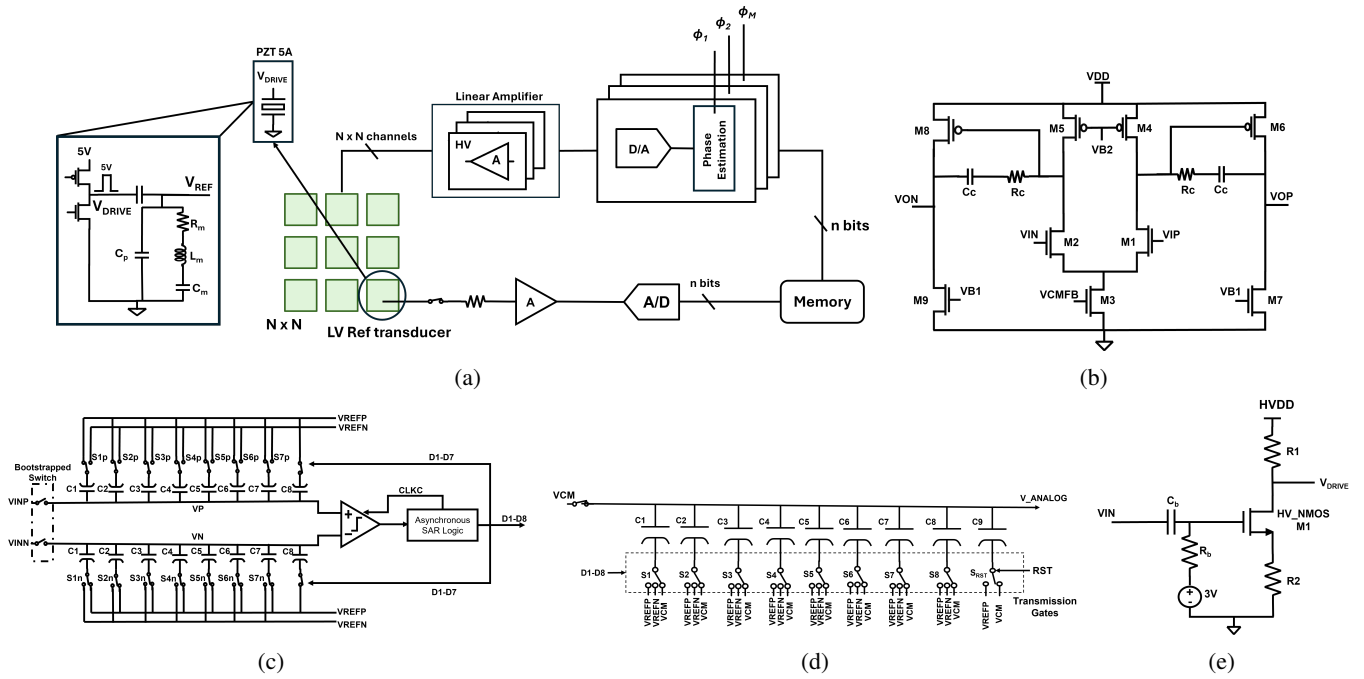 ϕ1
ϕ2
ϕM
PZT 5A
VDRIVE
5V
5V
VDRIVE
VREF
Rm
Cp
Lm
Cm
N x N channels
Linear Amplifier
HV
A
D/A
Phase Estimation
n bits
N x N
LV Ref transducer
A
A/D
n bits
Memory
(a)
VDD
M8
M5
M4
M6
VB2
Cc
Rc
Rc
Cc
VON
VOP
VIN
M2
M1
VIP
M9
VB1
VCMFB
M3
VB1
M7
(b)
VREFP
VREFN
S1p
S2p
S3p
S4p
S5p
S6p
S7p
Bootstrapped
Switch
C1
C2
C3
C4
C5
C6
C7
C8
D1-D7
CLKC
VINP
VP
Asynchronous
SAR Logic
D1-D8
VINN
VN
C1
C2
C3
C4
C5
C6
C7
C8
S1n
S2n
S3n
S4n
S5n
S6n
S7n
D1-D7
VREFP
VREFN
(c)
VCM
V_ANALOG
C1
C2
C3
C4
C5
C6
C7
C8
C9
D1-D8
S1
S2
S3
S4
S5
S6
S7
S8
SRST
RST
VREFP
VREFN
VCM
VREFP
VREFN
VCM
VREFP
VREFN
VCM
VREFP
VREFN
VCM
VREFP
VREFN
VCM
VREFP
VREFN
VCM
VREFP
VREFN
VCM
VREFP
VREFN
VCM
VREFP
VCM
Transmission
Gates
(d)
HVDD
R1
VDRIVE
VIN
Cb
HV_NMOS
M1
Rb
R2
3V
(e)